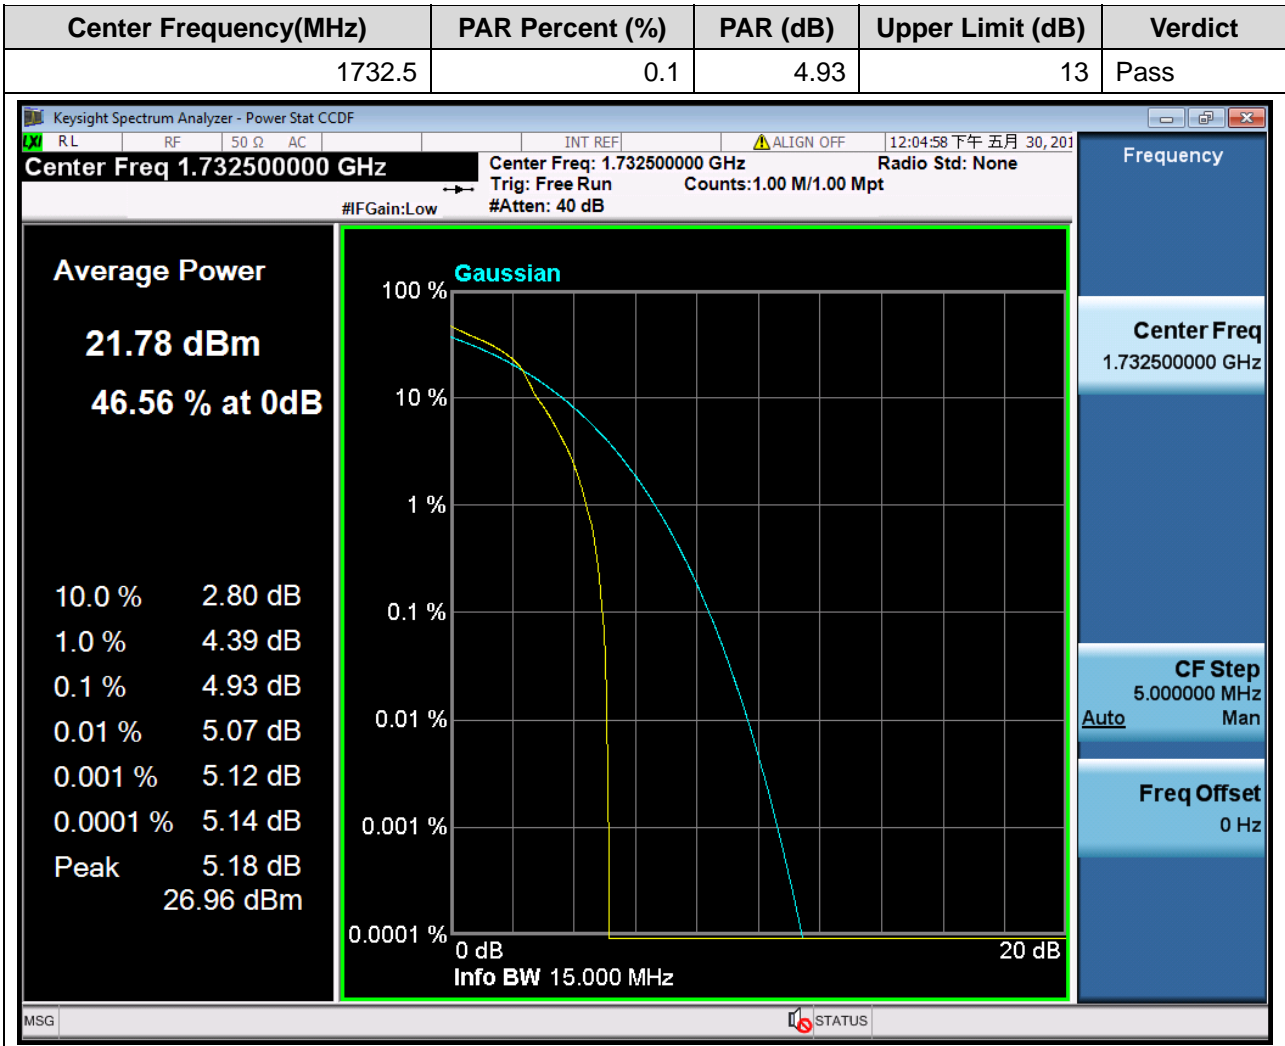 Center Frequency(MHz) PAR Percent (%) PAR (dB) Upper Limit (dB) Verdict
1732.5 0.1 4.93 13 Pass
Keysight Spectrum Analyzer - Power Stat CCDF
LXI RL RF 50 Ω AC INT REF ALIGN OFF 12:04:58 下午 五月 30, 201
Center Freq 1.732500000 GHz
Center Freq: 1.732500000 GHz Radio Std: None
Trig: Free Run Counts:1.00 M/1.00 Mpt
#IFGain:Low #Atten: 40 dB
Frequency
Average Power
21.78 dBm
46.56 % at 0dB
10.0 % 2.80 dB
1.0 % 4.39 dB
0.1 % 4.93 dB
0.01 % 5.07 dB
0.001 % 5.12 dB
0.0001 % 5.14 dB
Peak 5.18 dB
26.96 dBm
Gaussian
100 %
10 %
1 %
0.1 %
0.01 %
0.001 %
0.0001 %
0 dB 20 dB
Info BW 15.000 MHz
Center Freq
1.732500000 GHz
CF Step
5.000000 MHz
Auto Man
Freq Offset
0 Hz
MSG STATUS